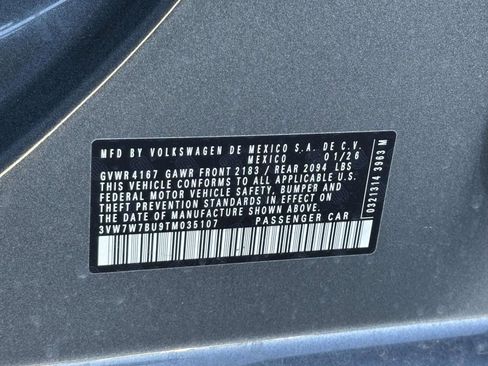 MFD BY VOLKSWAGEN DE MEXICO S.A. DE C.V.
MEXICO 01/26
GVWR 4167 GAWR FRONT 2183 / REAR 2094 LBS
THIS VEHICLE CONFORMS TO ALL APPLICABLE U.S.
FEDERAL MOTOR VEHICLE SAFETY, BUMPER AND
THEFT PREVENTION STANDARDS IN EFFECT ON
THE DATE OF MANUFACTURE SHOWN ABOVE.
3VW7W7BU9TM035107 PASSENGER CAR
0321314 3963 M